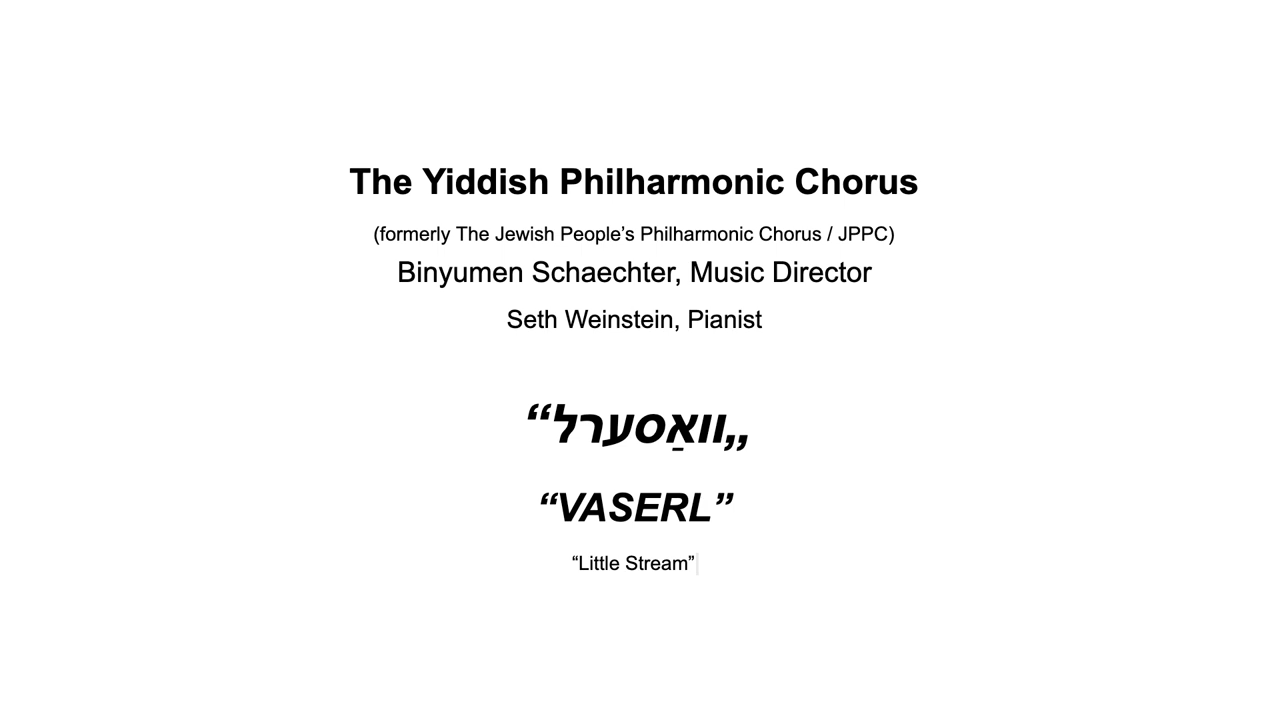 The Yiddish Philharmonic Chorus
(formerly The Jewish People’s Philharmonic Chorus / JPPC)
Binyumen Schaechter, Music Director
Seth Weinstein, Pianist
„וואַסערל“
“VASERL”
“Little Stream”